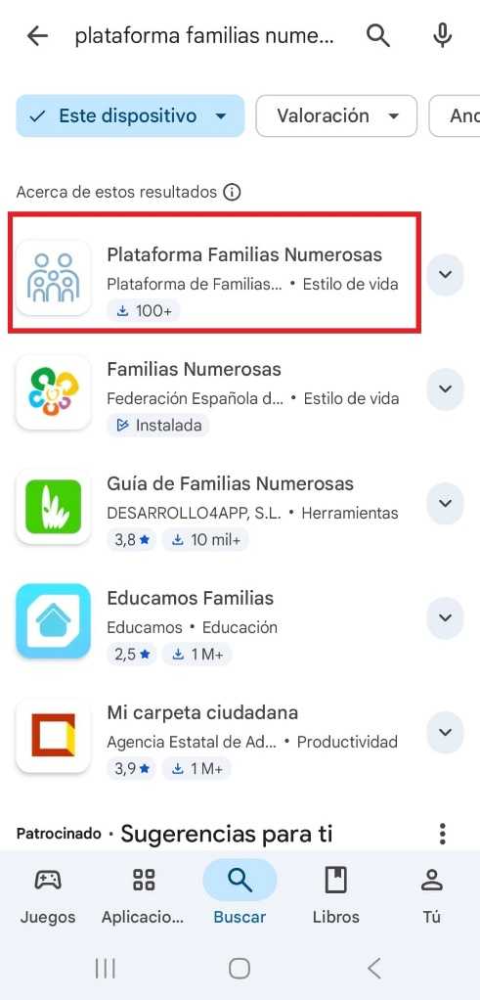 plataforma familias nume...
Este dispositivo
Valoración
And
Acerca de estos resultados
Plataforma Familias Numerosas
Plataforma de Familias... • Estilo de vida
100+
Familias Numerosas
Federación Española d... • Estilo de vida
Instalada
Guía de Familias Numerosas
DESARROLLO4APP, S.L. • Herramientas
3,8 ★ 10 mil+
Educamos Familias
Educamos • Educación
2,5 ★ 1 M+
Mi carpeta ciudadana
Agencia Estatal de Ad... • Productividad
3,9 ★ 1 M+
Patrocinado · Sugerencias para ti
Juegos
Aplicacio...
Buscar
Libros
Tú